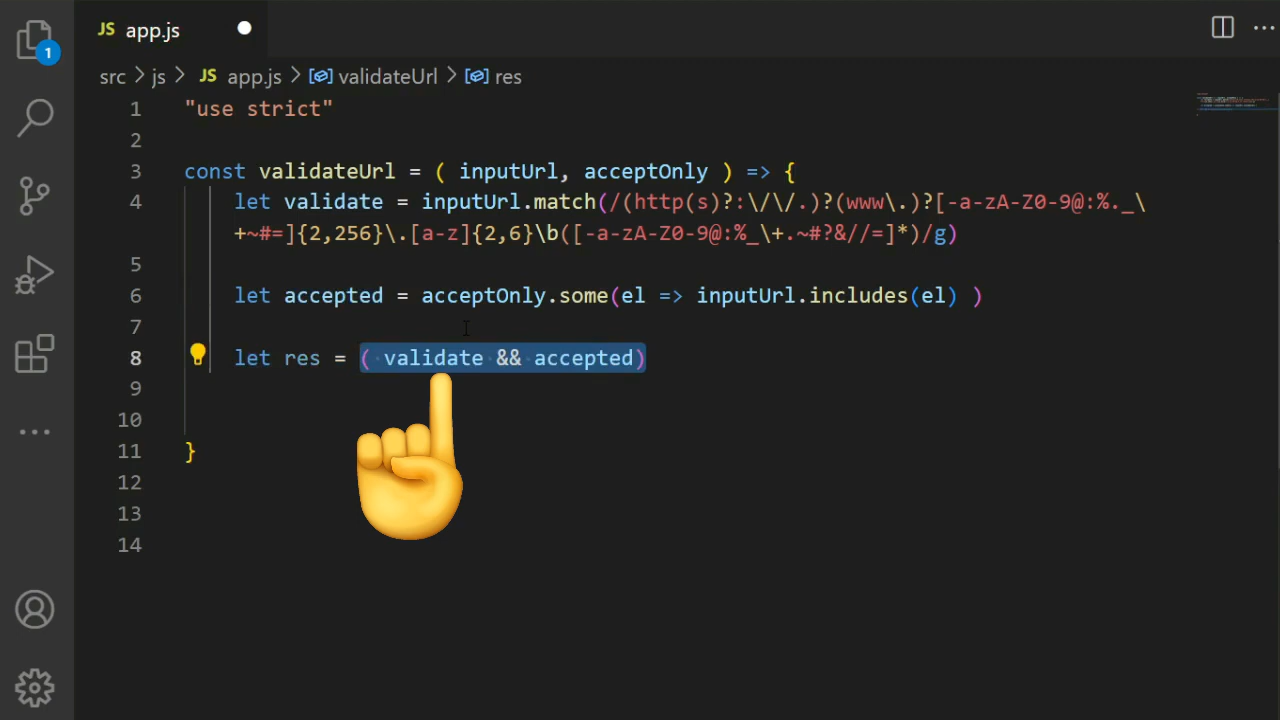 JS app.js
1
src > js > JS app.js > validateUrl > res
1 "use strict"
2
3 const validateUrl = ( inputUrl, acceptOnly ) => {
4 let validate = inputUrl.match(/(http(s)?:\/\/.)?(www\.)?[-a-zA-Z0-9@:%._\
+~#=]{2,256}\.[a-z]{2,6}\b([-a-zA-Z0-9@:%_\+.~#?&//=]*)/g)
5
6 let accepted = acceptOnly.some(el => inputUrl.includes(el) )
7
8 let res = ( validate && accepted)
9
10
11 }
12
13
14